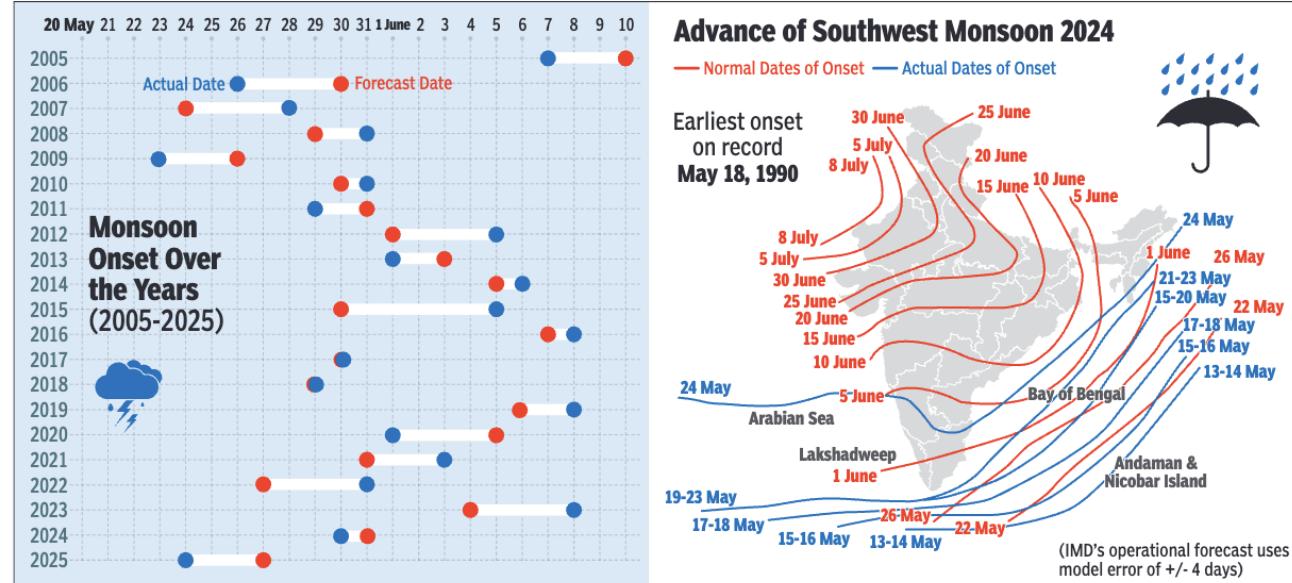 20 May 21 22 23 24 25 26 27 28 29 30 31 1 June 2 3 4 5 6 7 8 9 10
2005
2006
Actual Date
Forecast Date
2007
2008
2009
2010
2011
2012
2013
2014
2015
2016
2017
2018
2019
2020
2021
2022
2023
2024
2025
Monsoon
Onset Over
the Years
(2005-2025)
Advance of Southwest Monsoon 2024
Normal Dates of Onset
Actual Dates of Onset
Earliest onset
on record
May 18, 1990
30 June
25 June
5 July
8 July
20 June
15 June
10 June
5 June
24 May
8 July
5 July
30 June
25 June
20 June
15 June
10 June
1 June
26 May
21-23 May
15-20 May
22 May
17-18 May
15-16 May
13-14 May
24 May
5 June
Arabian Sea
Bay of Bengal
Lakshadweep
1 June
Andaman &
Nicobar Island
19-23 May
17-18 May
15-16 May
13-14 May
26 May
22 May
(IMD's operational forecast uses
model error of +/- 4 days)